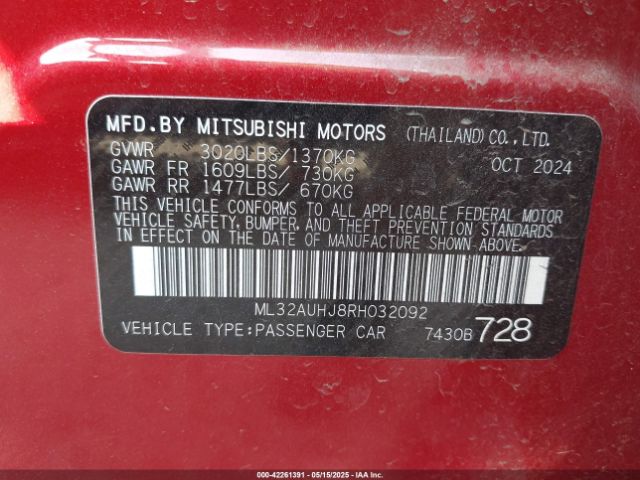 MFD.BY MITSUBISHI MOTORS (THAILAND) CO., LTD.
GVWR 3020LBS/1370KG OCT 2024
GAWR FR 1609LBS/ 730KG
GAWR RR 1477LBS/ 670KG
THIS VEHICLE CONFORMS TO ALL APPLICABLE FEDERAL MOTOR
VEHICLE SAFETY, BUMPER, AND THEFT PREVENTION STANDARDS
IN EFFECT ON THE DATE OF MANUFACTURE SHOWN ABOVE.
ML32AUHJ8RH032092
VEHICLE TYPE:PASSENGER CAR 7430B 728
000-42261391 - 05/15/2025 - COPYRIGHT IAA, LLC.